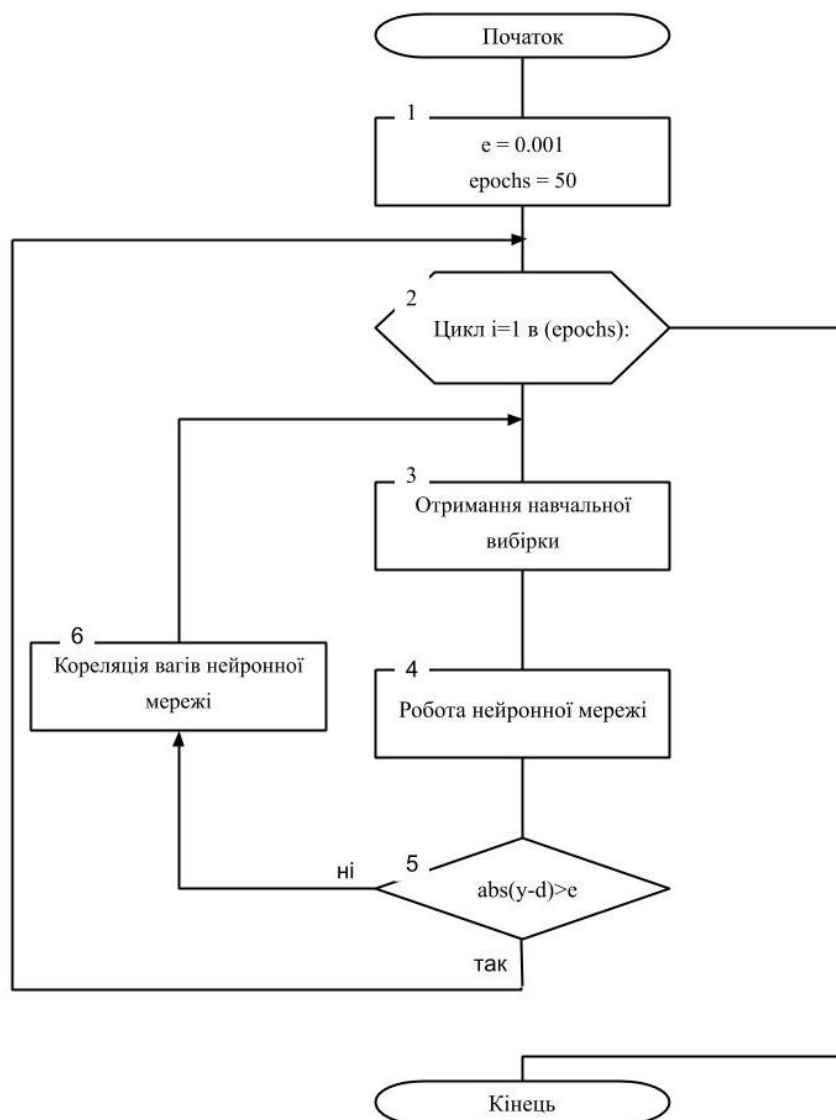 Початок
1
e = 0.001
epochs = 50
2
Цикл i=1 в (epochs):
3
Отримання навчальної
вибірки
6
Кореляція вагів нейронної
мережі
4
Робота нейронної мережі
5
ні
abs(y-d)>e
так
Кінець